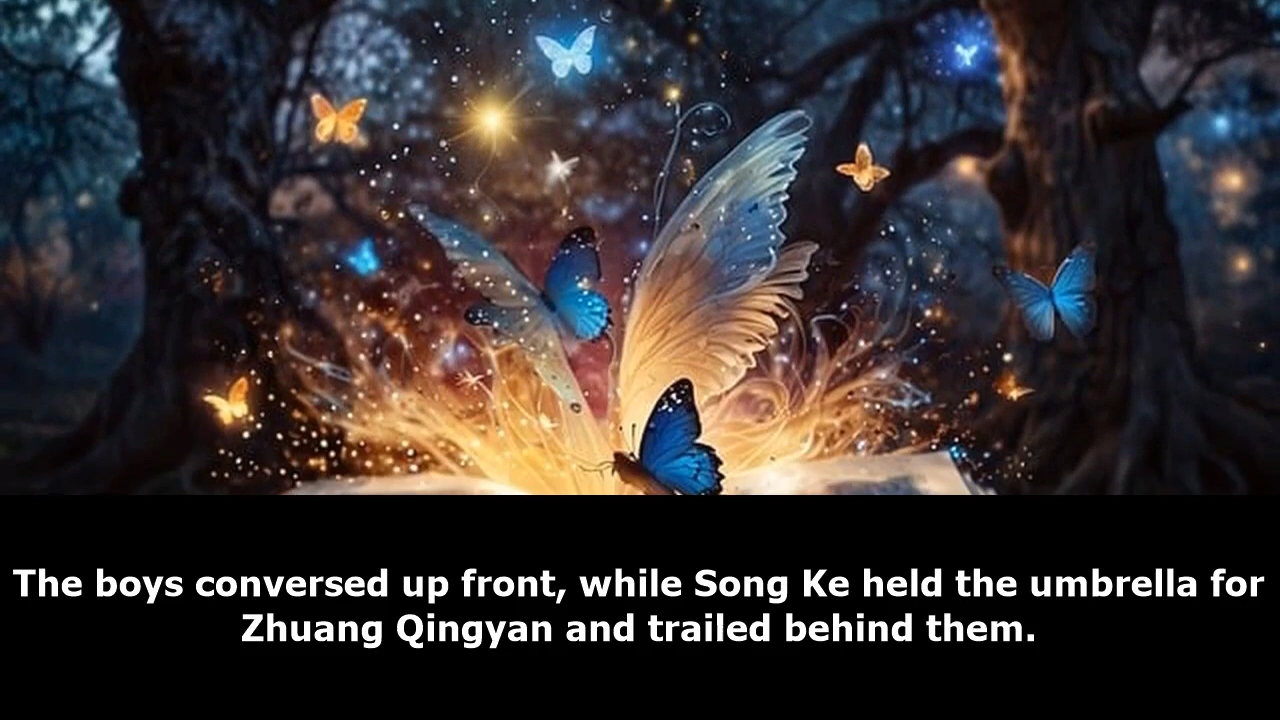 The boys conversed up front, while Song Ke held the umbrella for
Zhuang Qingyan and trailed behind them.